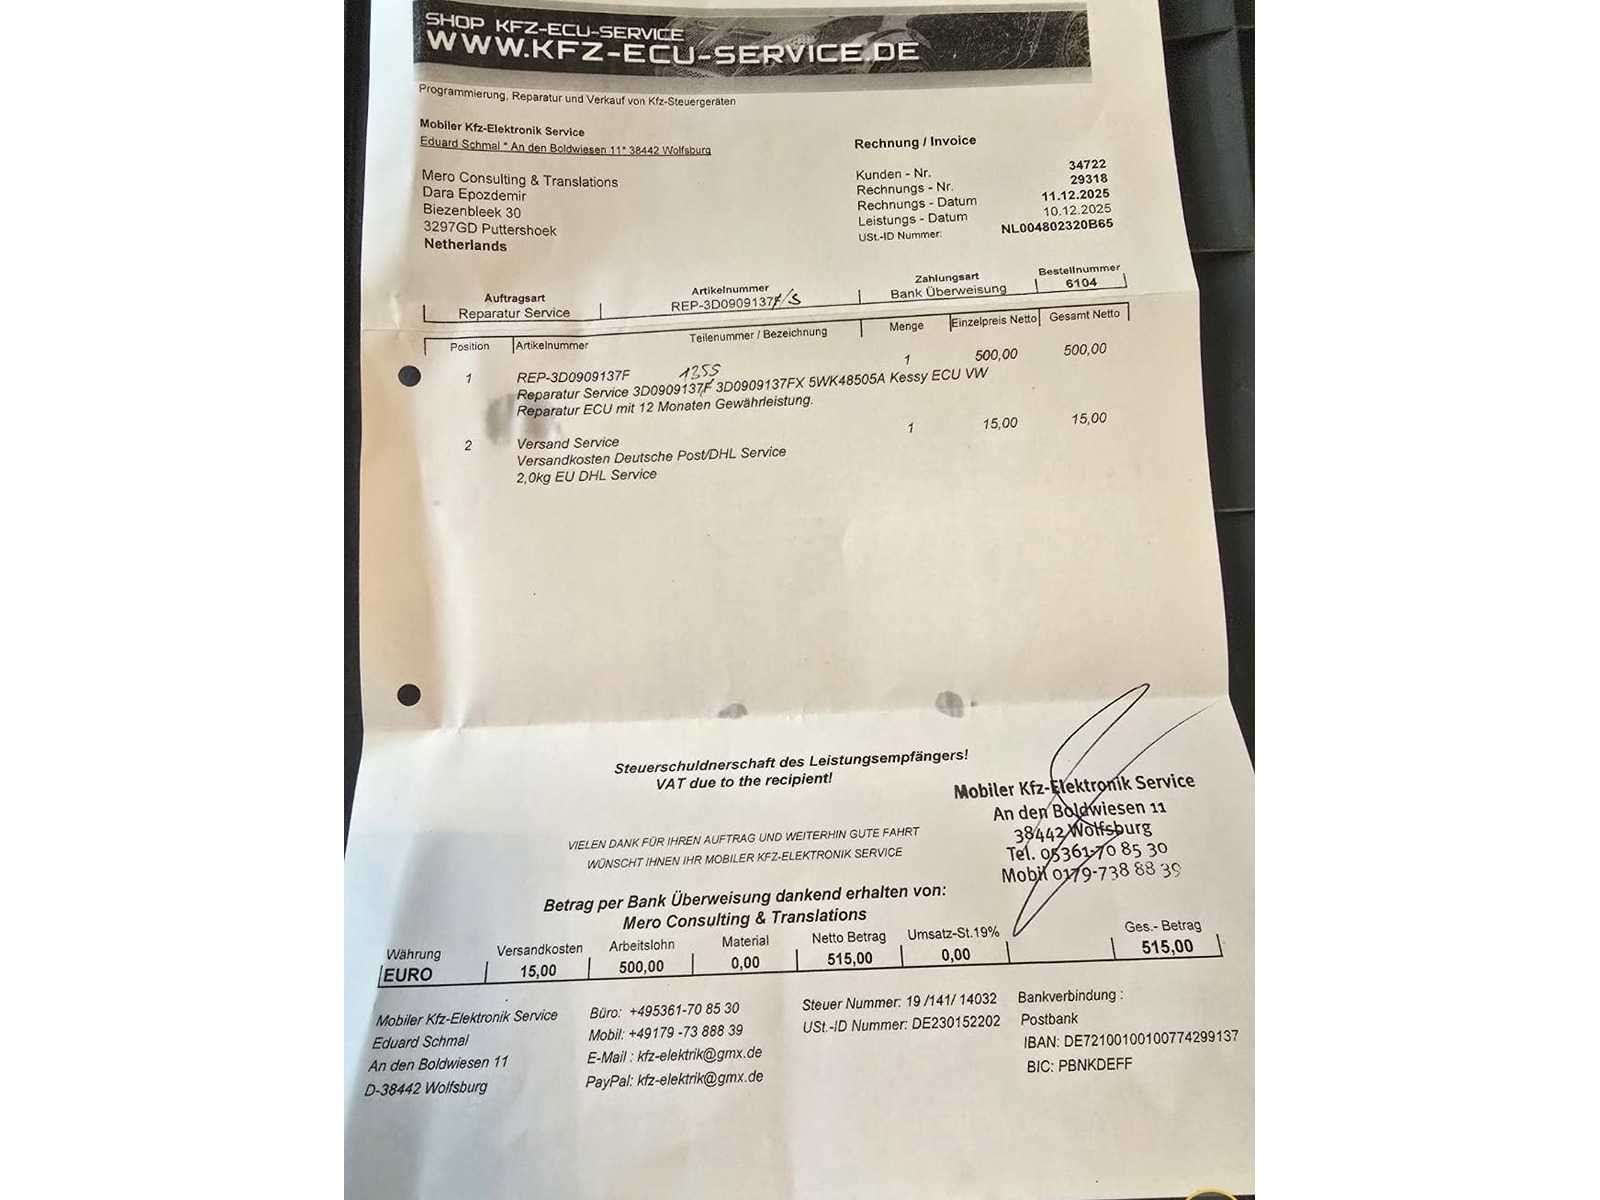 SHOP KFZ-ECU-SERVICE
WWW.KFZ-ECU-SERVICE.DE
Programmierung, Reparatur und Verkauf von Kfz-Steuergeräten
Mobiler Kfz-Elektronik Service
Eduard Schmal * An den Boldwiesen 11* 38442 Wolfsburg
Mero Consulting & Translations
Dara Epozdemir
Biezenbleek 30
3297GD Puttershoek
Netherlands
Rechnung / Invoice
Kunden - Nr. 34722
Rechnungs - Nr. 29318
Rechnungs - Datum 11.12.2025
Leistungs - Datum 10.12.2025
USt.-ID Nummer: NL004802320B65
Auftragsart Artikelnummer Zahlungsart Bestellnummer
Reparatur Service REP-3D0909137F/S Bank Überweisung 6104
Position Artikelnummer Teilenummer / Bezeichnung Menge Einzelpreis Netto Gesamt Netto
1 REP-3D0909137F 1 500,00 500,00
Reparatur Service 3D0909137F 3D0909137FX 5WK48505A Kessy ECU VW
Reparatur ECU mit 12 Monaten Gewährleistung.
2 Versand Service 1 15,00 15,00
Versandkosten Deutsche Post/DHL Service
2,0kg EU DHL Service
Steuerschuldnerschaft des Leistungsempfängers!
VAT due to the recipient!
Mobiler Kfz-Elektronik Service
An den Boldwiesen 11
38442 Wolfsburg
Tel. 05361-70 85 30
Mobil 0179-738 88 39
VIELEN DANK FÜR IHREN AUFTRAG UND WEITERHIN GUTE FAHRT
WÜNSCHT IHNEN IHR MOBILER KFZ-ELEKTRONIK SERVICE
Betrag per Bank Überweisung dankend erhalten von:
Mero Consulting & Translations
Währung Versandkosten Arbeitslohn Material Netto Betrag Umsatz-St.19% Ges.- Betrag
EURO 15,00 500,00 0,00 515,00 0,00 515,00
Mobiler Kfz-Elektronik Service
Eduard Schmal
An den Boldwiesen 11
D-38442 Wolfsburg
Büro: +495361-70 85 30
Mobil: +49179 -73 888 39
E-Mail : kfz-elektrik@gmx.de
PayPal: kfz-elektrik@gmx.de
Steuer Nummer: 19 /141/ 14032
USt.-ID Nummer: DE230152202
Bankverbindung :
Postbank
IBAN: DE72100100100774299137
BIC: PBNKDEFF